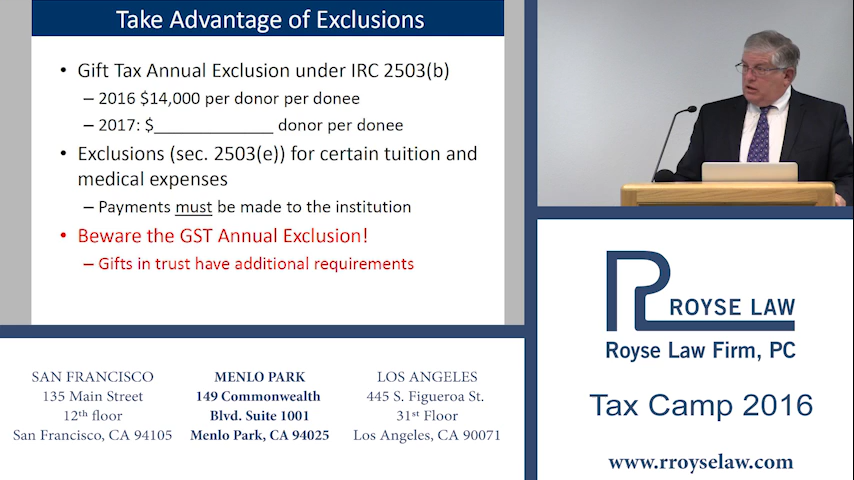 Take Advantage of Exclusions
• Gift Tax Annual Exclusion under IRC 2503(b)
– 2016 $14,000 per donor per donee
– 2017: $_____________ donor per donee
• Exclusions (sec. 2503(e)) for certain tuition and
medical expenses
– Payments must be made to the institution
• Beware the GST Annual Exclusion!
– Gifts in trust have additional requirements
ROYSE LAW
Royse Law Firm, PC
Tax Camp 2016
www.rroyselaw.com
SAN FRANCISCO
135 Main Street
12th floor
San Francisco, CA 94105
MENLO PARK
149 Commonwealth
Blvd. Suite 1001
Menlo Park, CA 94025
LOS ANGELES
445 S. Figueroa St.
31st Floor
Los Angeles, CA 90071